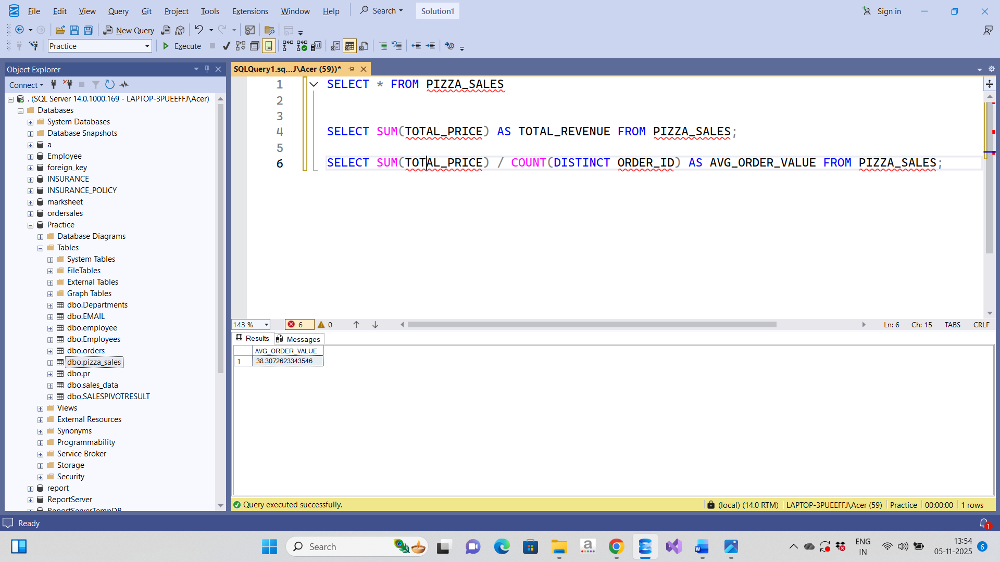 File Edit View Query Git Project Tools Extensions Window Help Search Solution1 Sign in
New Query DAX
Practice Execute
Object Explorer
Connect
. (SQL Server 14.0.1000.169 - LAPTOP-3PUEEFFJ\Acer)
Databases
System Databases
Database Snapshots
a
Employee
foreign_key
INSURANCE
INSURANCE_POLICY
marksheet
ordersales
Practice
Database Diagrams
Tables
System Tables
FileTables
External Tables
Graph Tables
dbo.Departments
dbo.EMAIL
dbo.employee
dbo.Employees
dbo.orders
dbo.pizza_sales
dbo.pr
dbo.sales_data
dbo.SALESPIVOTRESULT
Views
External Resources
Synonyms
Programmability
Service Broker
Storage
Security
report
ReportServer
ReportServerTempDB
SQLQuery1.sq...J\Acer (59))*
1 SELECT * FROM PIZZA_SALES
2
3
4 SELECT SUM(TOTAL_PRICE) AS TOTAL_REVENUE FROM PIZZA_SALES;
5
6 SELECT SUM(TOTAL_PRICE) / COUNT(DISTINCT ORDER_ID) AS AVG_ORDER_VALUE FROM PIZZA_SALES;
143 % 6 0 Ln: 6 Ch: 15 TABS CRLF
Results Messages
AVG_ORDER_VALUE
1 38.3072623343546
Query executed successfully. (local) (14.0 RTM) LAPTOP-3PUEEFFJ\Acer (59) Practice 00:00:00 1 rows
Ready 1
Search a W ENG 13:54
IN 05-11-2025 6